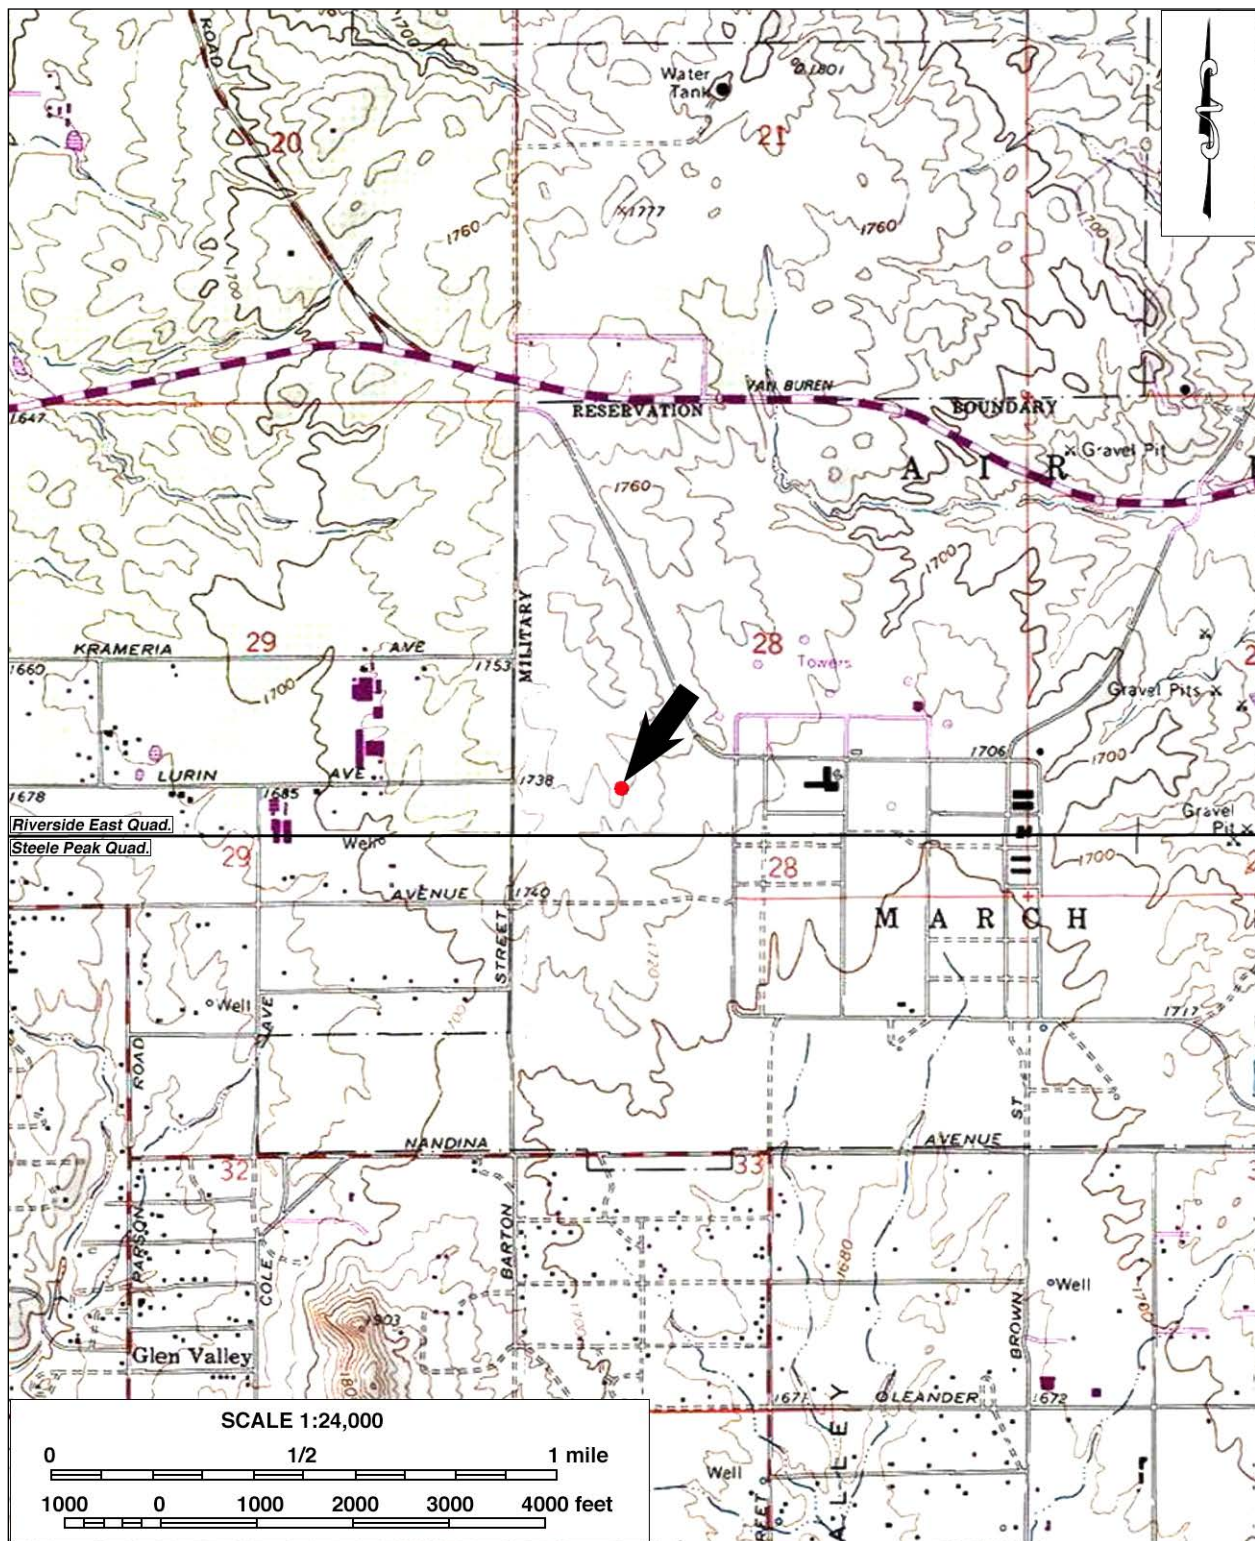 ROAD
1700
Water
Tank
1801
20
21
1777
1760
1760
1700
1700
VAN BUREN
1647
RESERVATION
BOUNDARY
Gravel Pit
A I R
1760
1700
MILITARY
KRAMERIA
29
AVE
28
1660
1753
Towers
1700
Gravel Pits
1706
1700
LURIN
AVE
1738
1678
1685
Gravel
Pit
Riverside East Quad.
Steele Peak Quad.
29
Well
28
1700
AVENUE
1740
M A R C H
STREET
1720
Well
AVE
1717
ROAD
ST
NANDINA
AVENUE
32
33
PARSON
COLE
BARTON
1680
Well
1700
BROWN
1903
Glen Valley
1671
OLEANDER
1672
SCALE 1:24,000
0 1/2 1 mile
1000 0 1000 2000 3000 4000 feet
Well